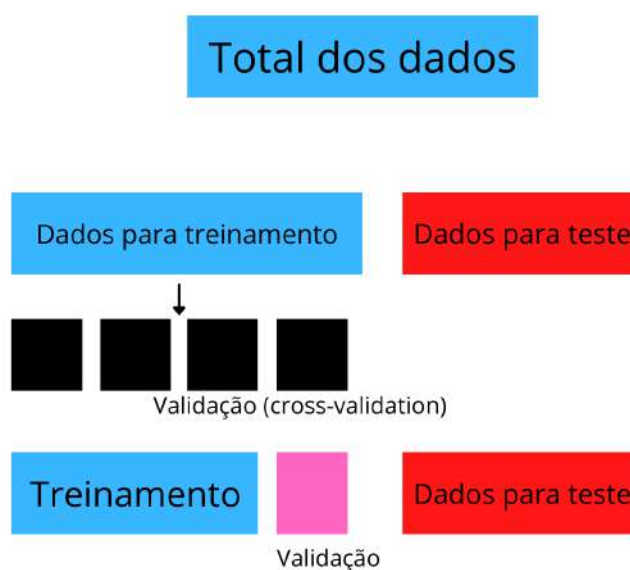 Total dos dados
Dados para treinamento
Dados para teste
Validação (cross-validation)
Treinamento
Dados para teste
Validação